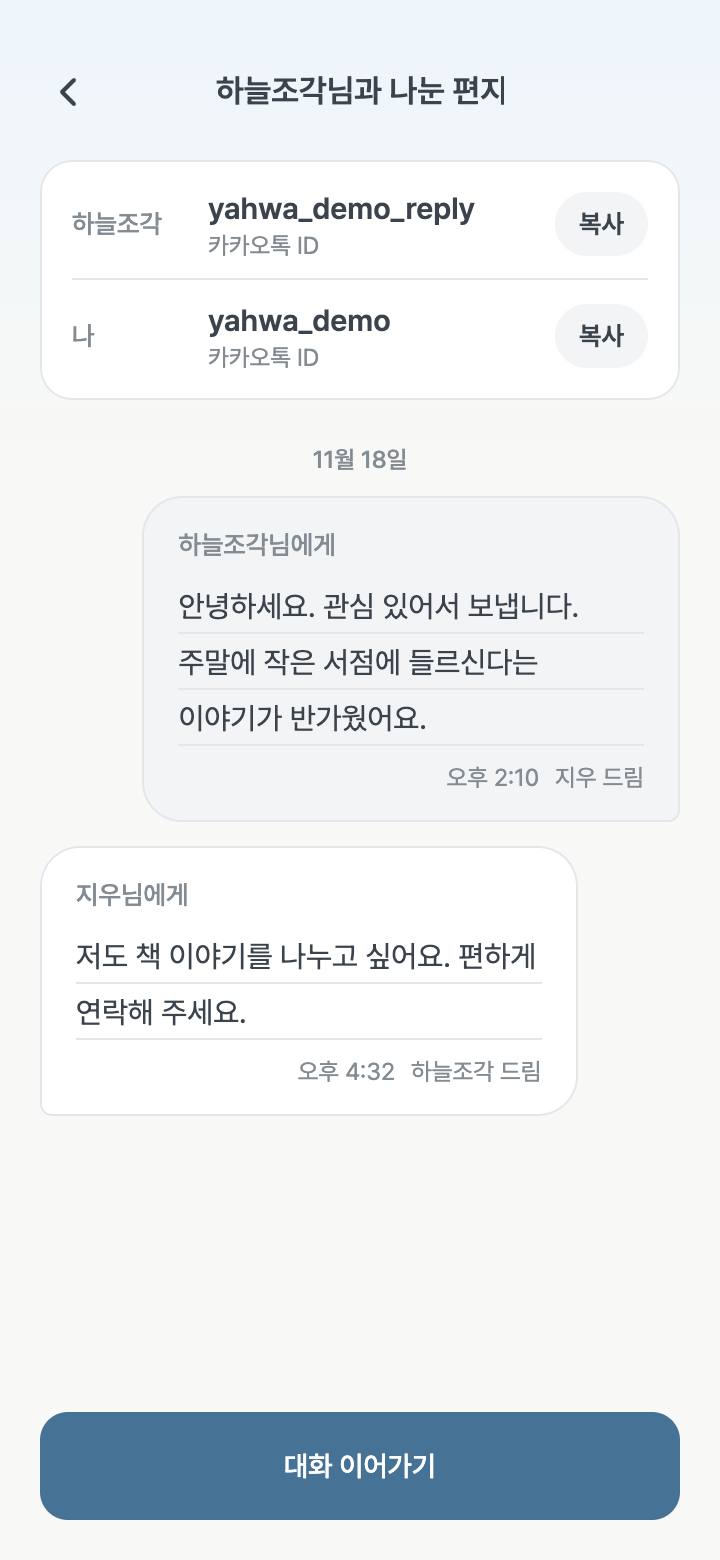 하늘조각님과 나눈 편지
하늘조각
yahwa_demo_reply
카카오톡 ID
복사
나
yahwa_demo
카카오톡 ID
복사
11월 18일
하늘조각님에게
안녕하세요. 관심 있어서 보냅니다.
주말에 작은 서점에 들르신다는
이야기가 반가웠어요.
오후 2:10 지우 드림
지우님에게
저도 책 이야기를 나누고 싶어요. 편하게
연락해 주세요.
오후 4:32 하늘조각 드림
대화 이어가기